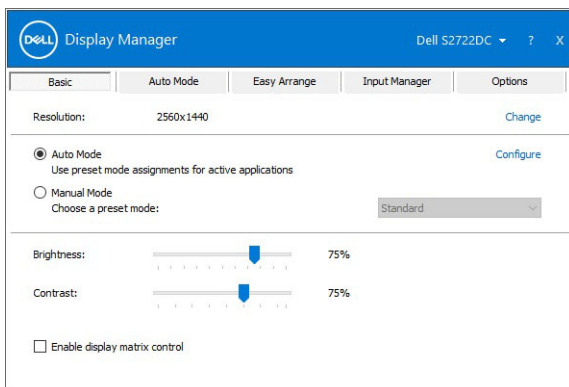 DELL Display Manager Dell S2722DC ? X
Basic Auto Mode Easy Arrange Input Manager Options
Resolution: 2560x1440 Change
Auto Mode Configure
Use preset mode assignments for active applications
Manual Mode
Choose a preset mode: Standard
Brightness: 75%
Contrast: 75%
Enable display matrix control